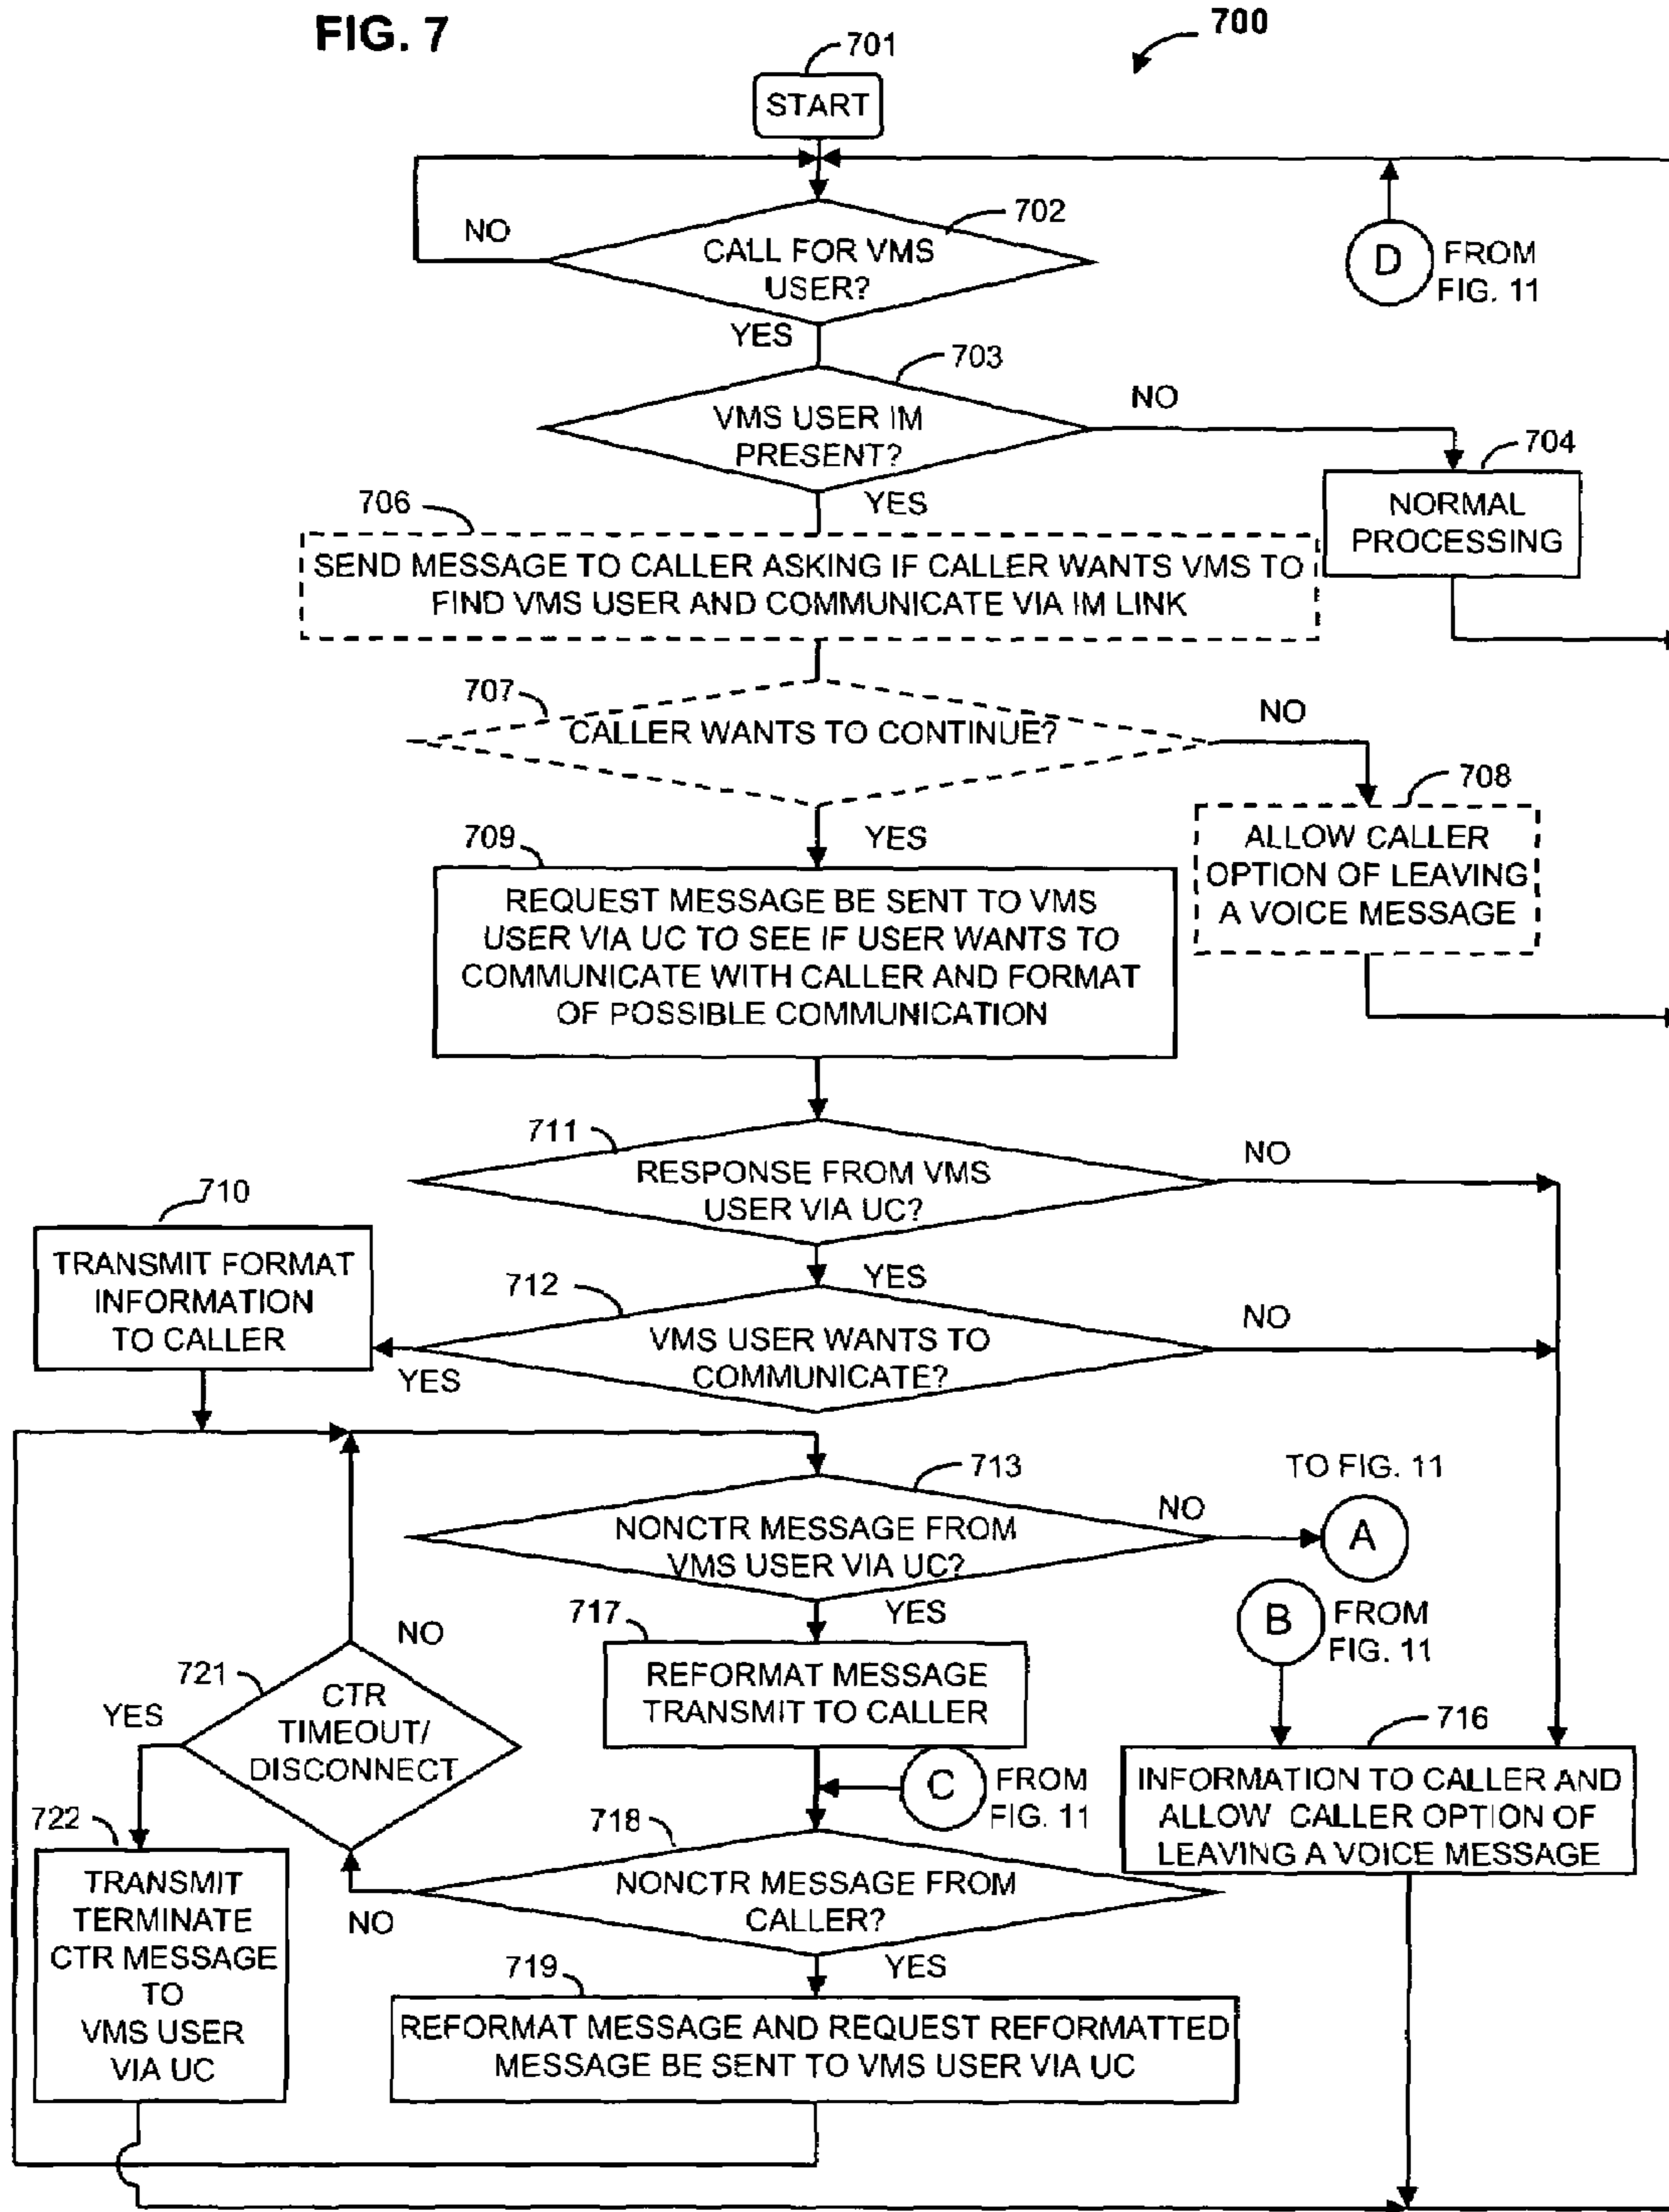 FIG. 7
700
701
START
702
NO
CALL FOR VMS
USER?
D
FROM
FIG. 11
YES
703
VMS USER IM
PRESENT?
NO
704
NORMAL
PROCESSING
YES
706
SEND MESSAGE TO CALLER ASKING IF CALLER WANTS VMS TO
FIND VMS USER AND COMMUNICATE VIA IM LINK
707
CALLER WANTS TO CONTINUE?
NO
708
ALLOW CALLER
OPTION OF LEAVING
A VOICE MESSAGE
YES
709
REQUEST MESSAGE BE SENT TO VMS
USER VIA UC TO SEE IF USER WANTS TO
COMMUNICATE WITH CALLER AND FORMAT
OF POSSIBLE COMMUNICATION
711
RESPONSE FROM VMS
USER VIA UC?
NO
710
TRANSMIT FORMAT
INFORMATION
TO CALLER
YES
712
VMS USER WANTS TO
COMMUNICATE?
NO
YES
713
NONCTR MESSAGE FROM
VMS USER VIA UC?
NO
TO FIG. 11
A
B
FROM
FIG. 11
YES
717
REFORMAT MESSAGE
TRANSMIT TO CALLER
NO
721
YES
CTR
TIMEOUT/
DISCONNECT
C
FROM
FIG. 11
716
INFORMATION TO CALLER AND
ALLOW CALLER OPTION OF
LEAVING A VOICE MESSAGE
718
NONCTR MESSAGE FROM
CALLER?
NO
YES
722
TRANSMIT
TERMINATE
CTR MESSAGE
TO
VMS USER
VIA UC
719
REFORMAT MESSAGE AND REQUEST REFORMATTED
MESSAGE BE SENT TO VMS USER VIA UC